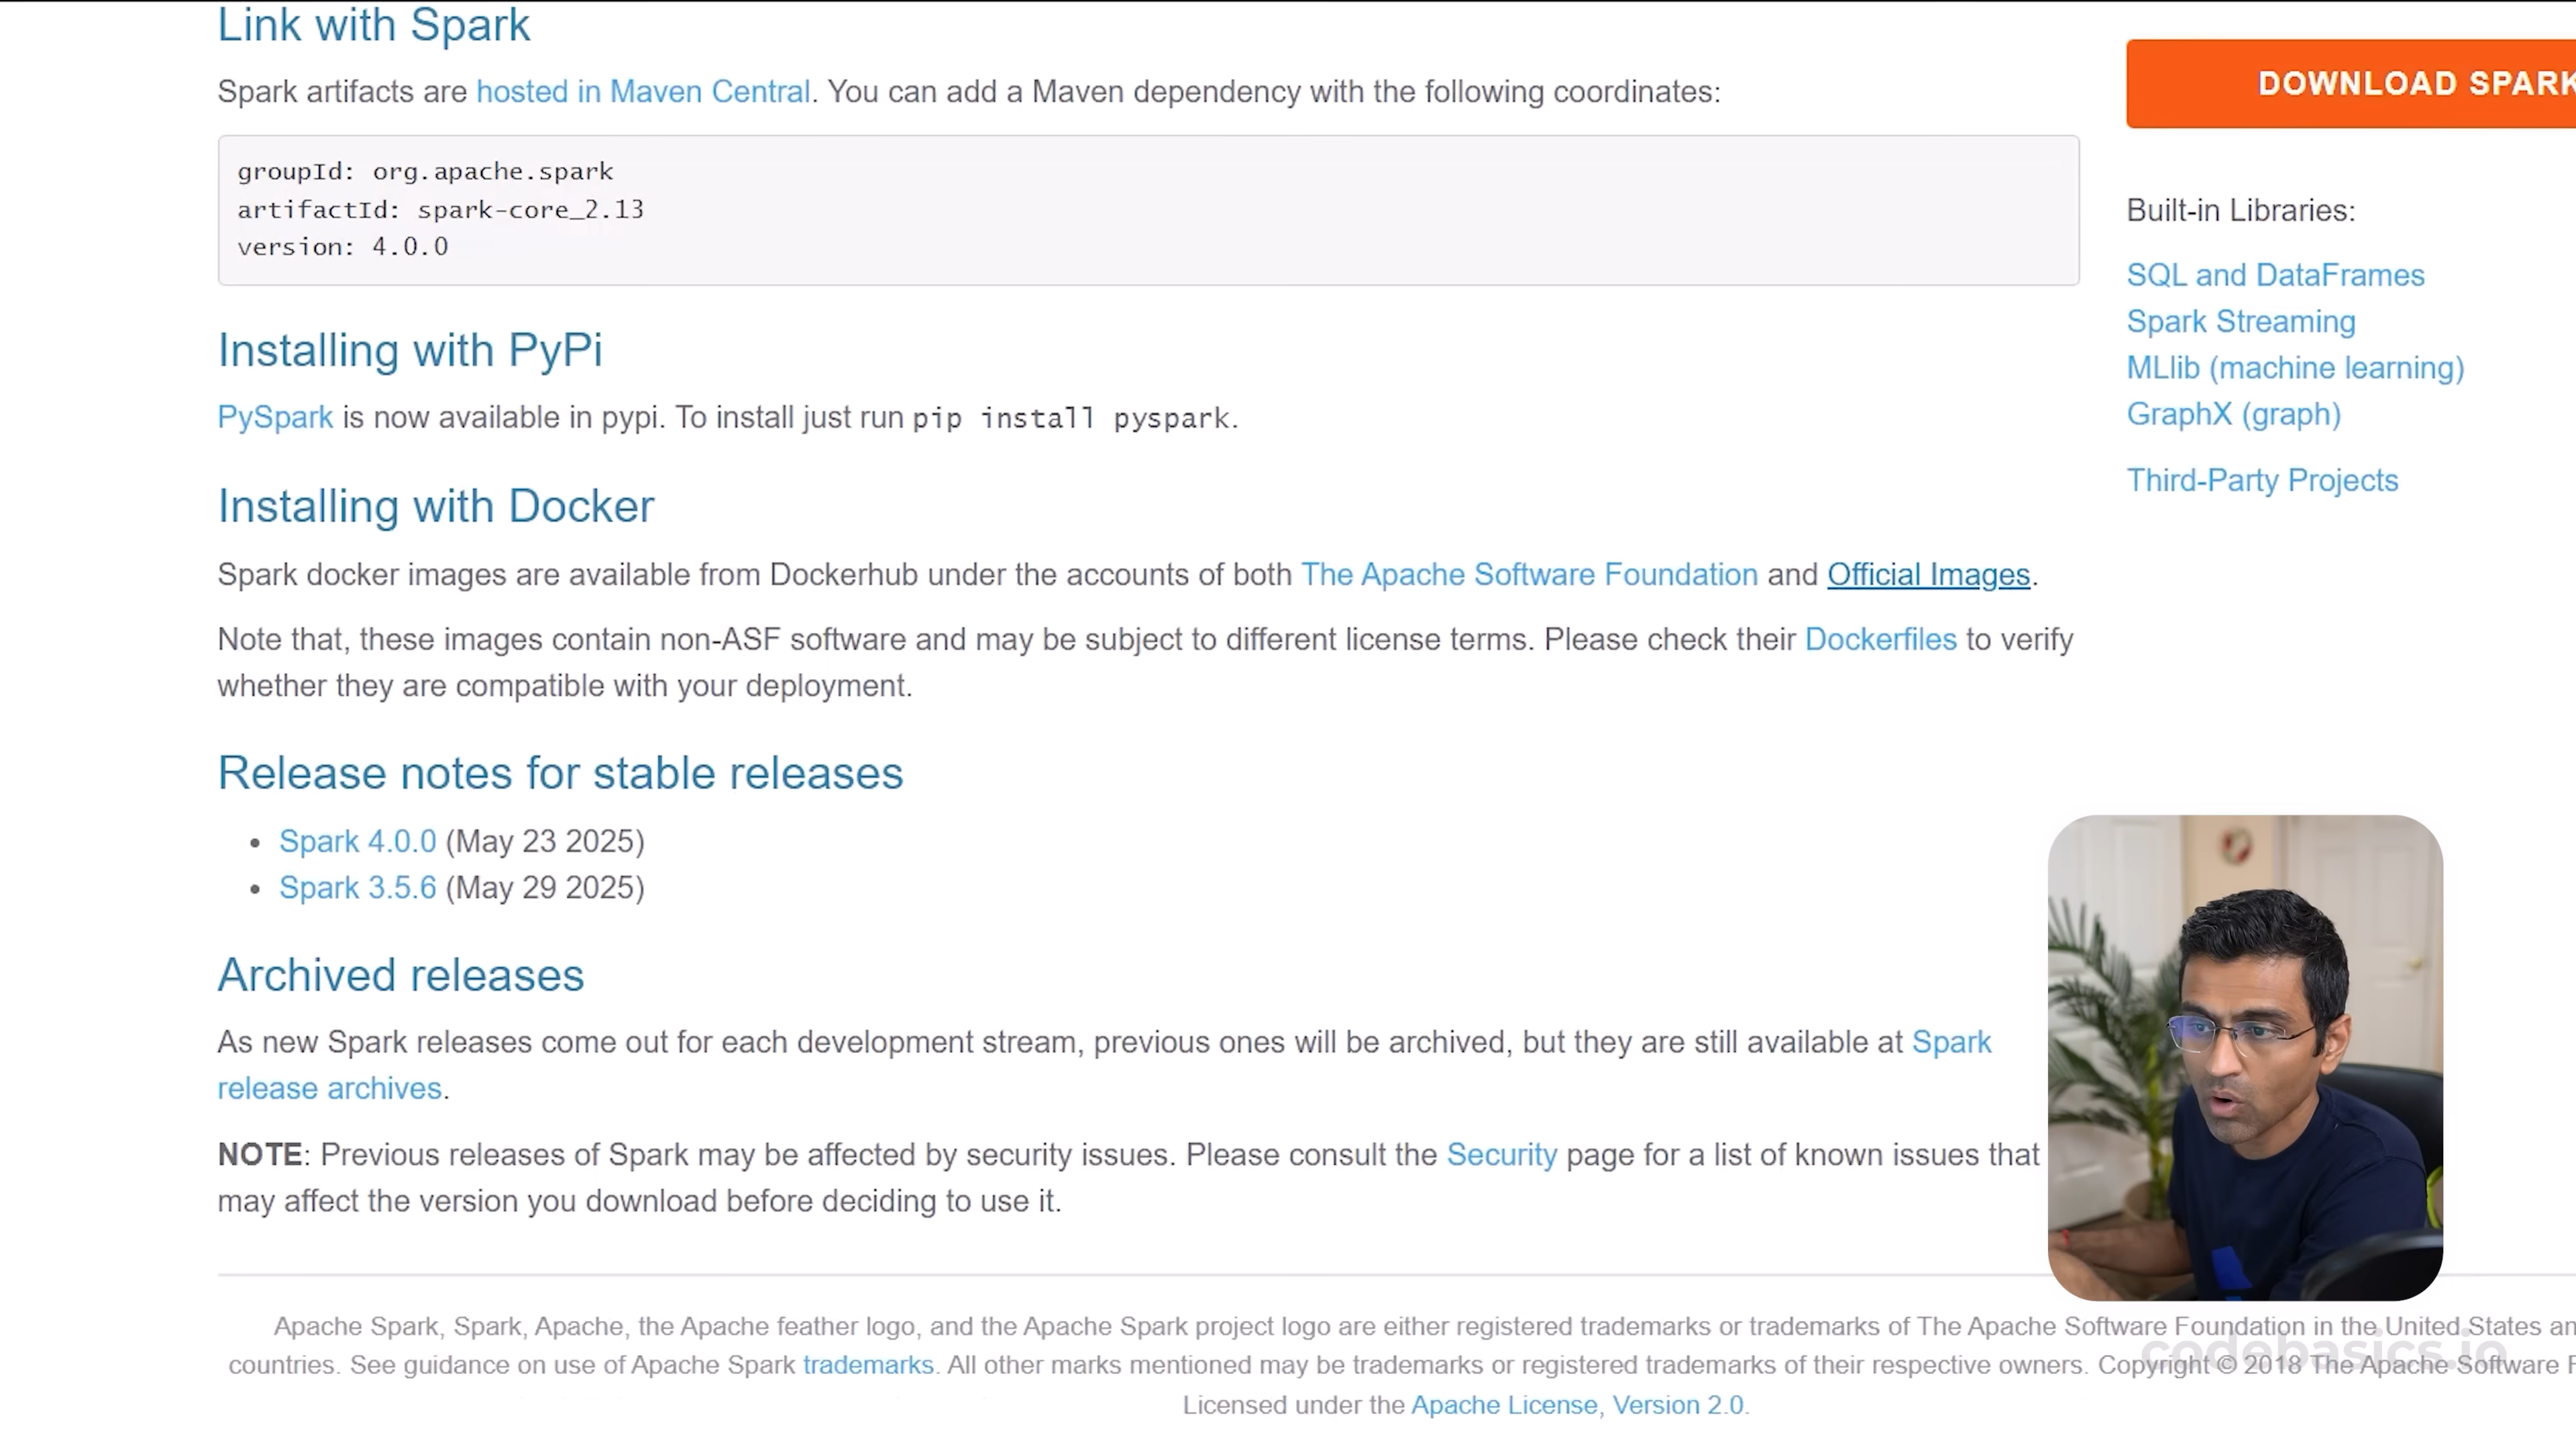 Link with Spark
Spark artifacts are hosted in Maven Central. You can add a Maven dependency with the following coordinates:
groupId: org.apache.spark
artifactId: spark-core_2.13
version: 4.0.0
Installing with PyPi
PySpark is now available in pypi. To install just run pip install pyspark.
Installing with Docker
Spark docker images are available from Dockerhub under the accounts of both The Apache Software Foundation and Official Images.
Note that, these images contain non-ASF software and may be subject to different license terms. Please check their Dockerfiles to verify
whether they are compatible with your deployment.
Release notes for stable releases
• Spark 4.0.0 (May 23 2025)
• Spark 3.5.6 (May 29 2025)
Archived releases
As new Spark releases come out for each development stream, previous ones will be archived, but they are still available at Spark
release archives.
NOTE: Previous releases of Spark may be affected by security issues. Please consult the Security page for a list of known issues that
may affect the version you download before deciding to use it.
DOWNLOAD SPARK
Built-in Libraries:
SQL and DataFrames
Spark Streaming
MLlib (machine learning)
GraphX (graph)
Third-Party Projects
Apache Spark, Spark, Apache, the Apache feather logo, and the Apache Spark project logo are either registered trademarks or trademarks of The Apache Software Foundation in the United States
countries. See guidance on use of Apache Spark trademarks. All other marks mentioned may be trademarks or registered trademarks of their respective owners. Copyright © 2018 The Apache Software
Licensed under the Apache License, Version 2.0.
codebasics.io